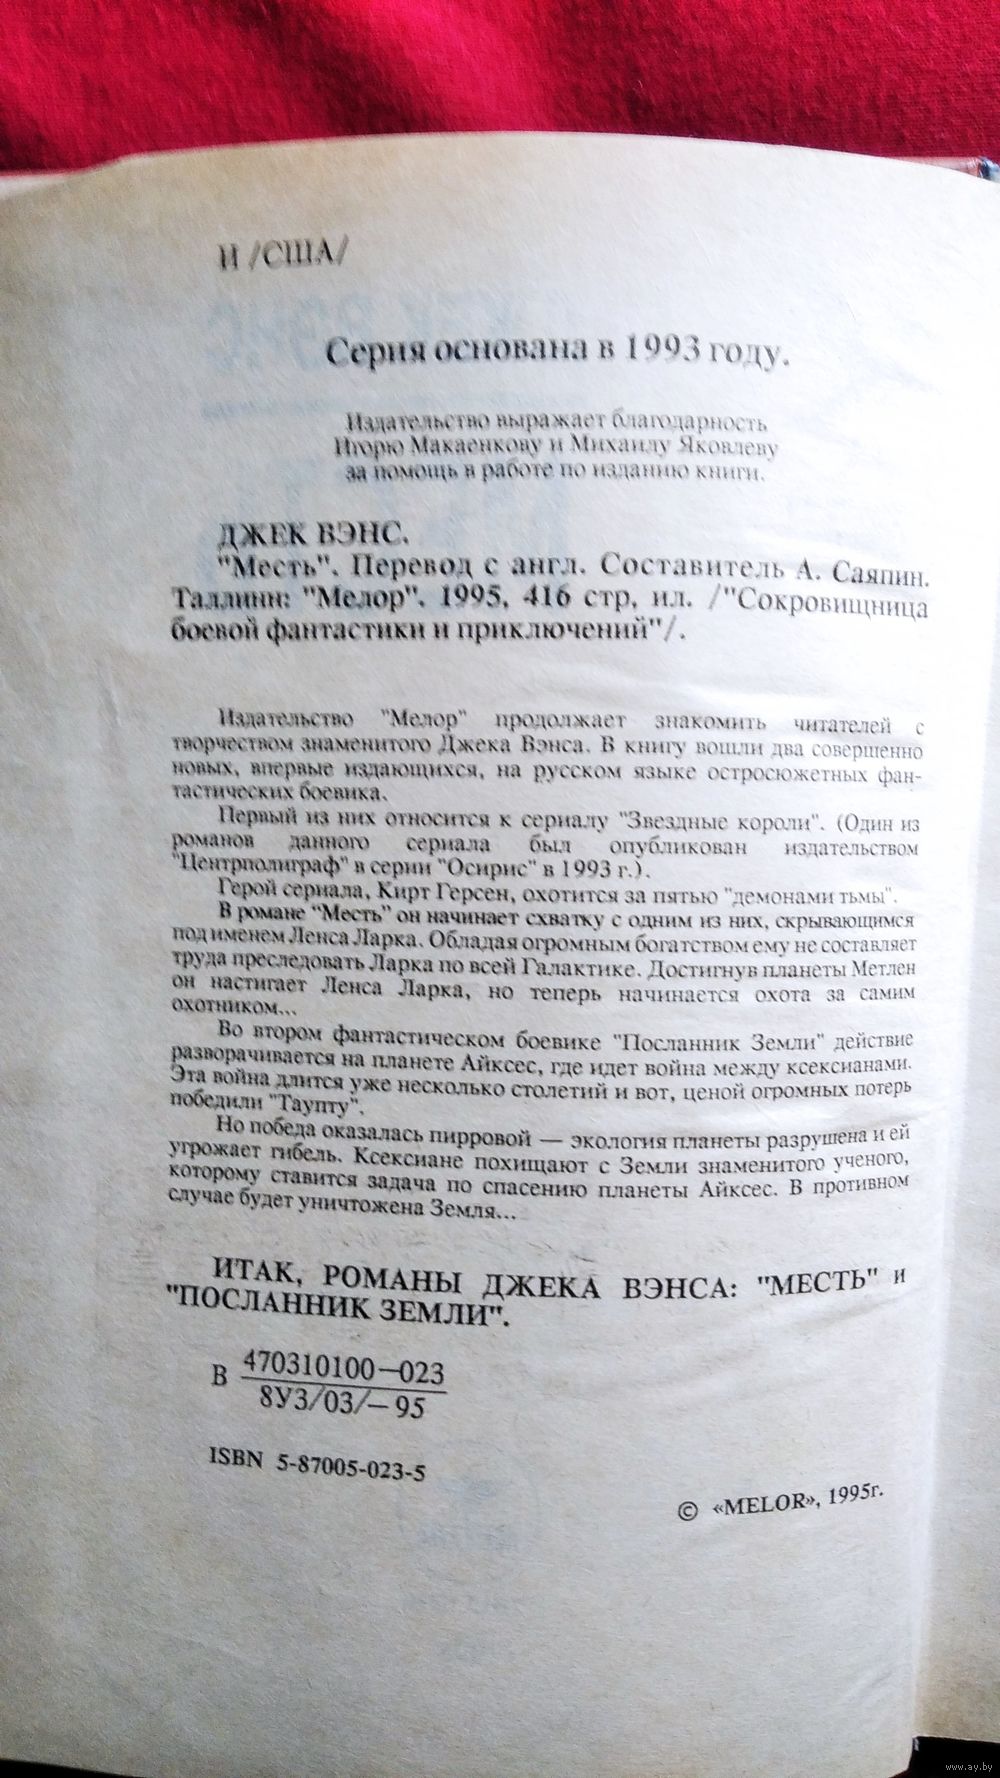 И /США/
Серия основана в 1993 году.
Издательство выражает благодарность
Игорю Макаенкову и Михаилу Яковлеву
за помощь в работе по изданию книги.
ДЖЕК ВЭНС.
"Месть". Перевод с англ. Составитель А. Саяпин.
Таллинн: "Мелор". 1995, 416 стр, ил. /"Сокровищница
боевой фантастики и приключений"/.
Издательство "Мелор" продолжает знакомить читателей с
творчеством знаменитого Джека Вэнса. В книгу вошли два совершенно
новых, впервые издающихся, на русском языке остросюжетных фан-
тастических боевика.
Первый из них относится к сериалу "Звездные короли". (Один из
романов данного сериала был опубликован издательством
"Центрполиграф" в серии "Осирис" в 1993 г.).
Герой сериала, Кирт Герсен, охотится за пятью "демонами тьмы".
В романе "Месть" он начинает схватку с одним из них, скрывающимся
под именем Ленса Ларка. Обладая огромным богатством ему не составляет
труда преследовать Ларка по всей Галактике. Достигнув планеты Метлен
он настигает Ленса Ларка, но теперь начинается охота за самим
охотником...
Во втором фантастическом боевике "Посланник Земли" действие
разворачивается на планете Айксес, где идет война между ксексианами.
Эта война длится уже несколько столетий и вот, ценой огромных потерь
победили "Таупту".
Но победа оказалась пирровой — экология планеты разрушена и ей
угрожает гибель. Ксексиане похищают с Земли знаменитого ученого,
которому ставится задача по спасению планеты Айксес. В противном
случае будет уничтожена Земля...
ИТАК, РОМАНЫ ДЖЕКА ВЭНСА: "МЕСТЬ" и
"ПОСЛАННИК ЗЕМЛИ".
В 470310100—023
8У3/03/— 95
ISBN 5-87005-023-5
© «MELOR», 1995г.
www.ay.by